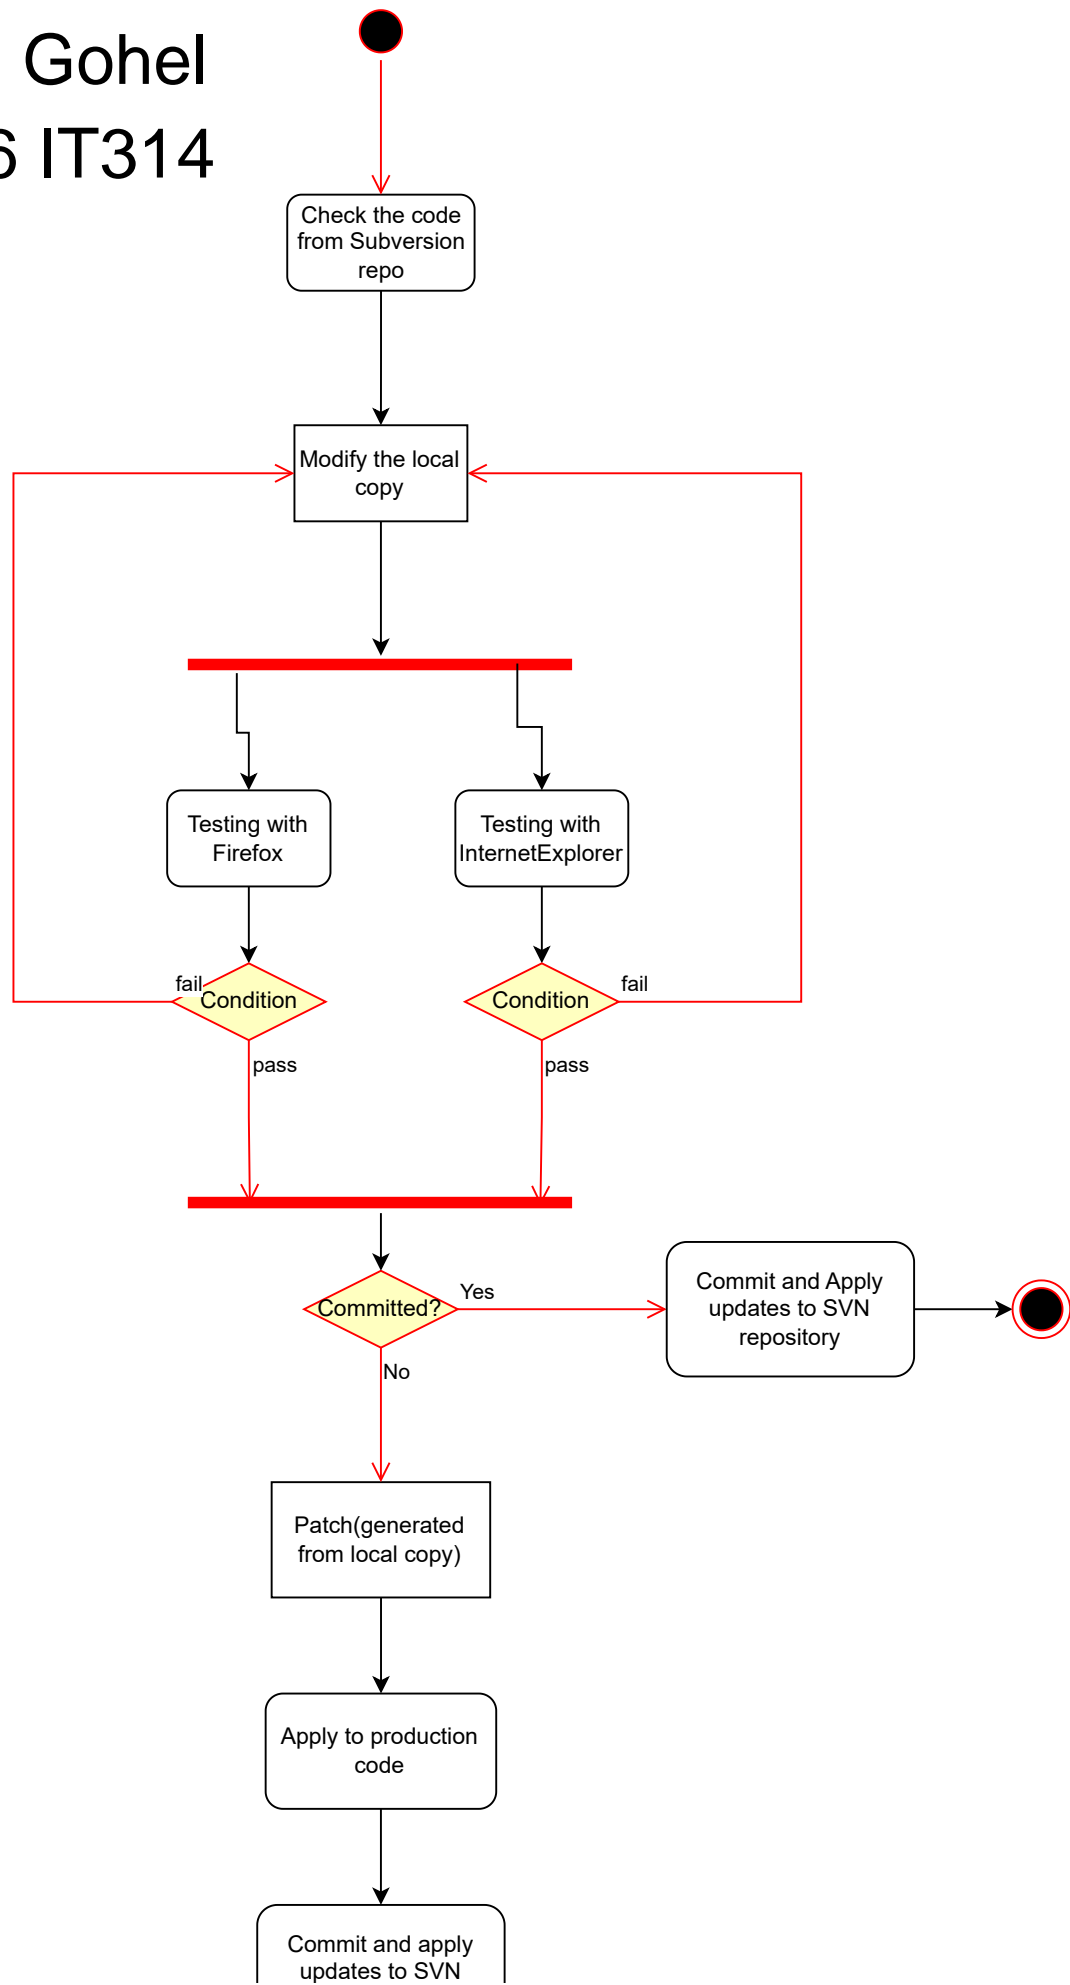 Gohel
6 IT314
Check the code
from Subversion
repo
Modify the local
copy
Testing with
Firefox
Testing with
InternetExplorer
fail
Condition
Condition
fail
pass
pass
Committed?
Yes
Commit and Apply
updates to SVN
repository
No
Patch(generated
from local copy)
Apply to production
code
Commit and apply
updates to SVN